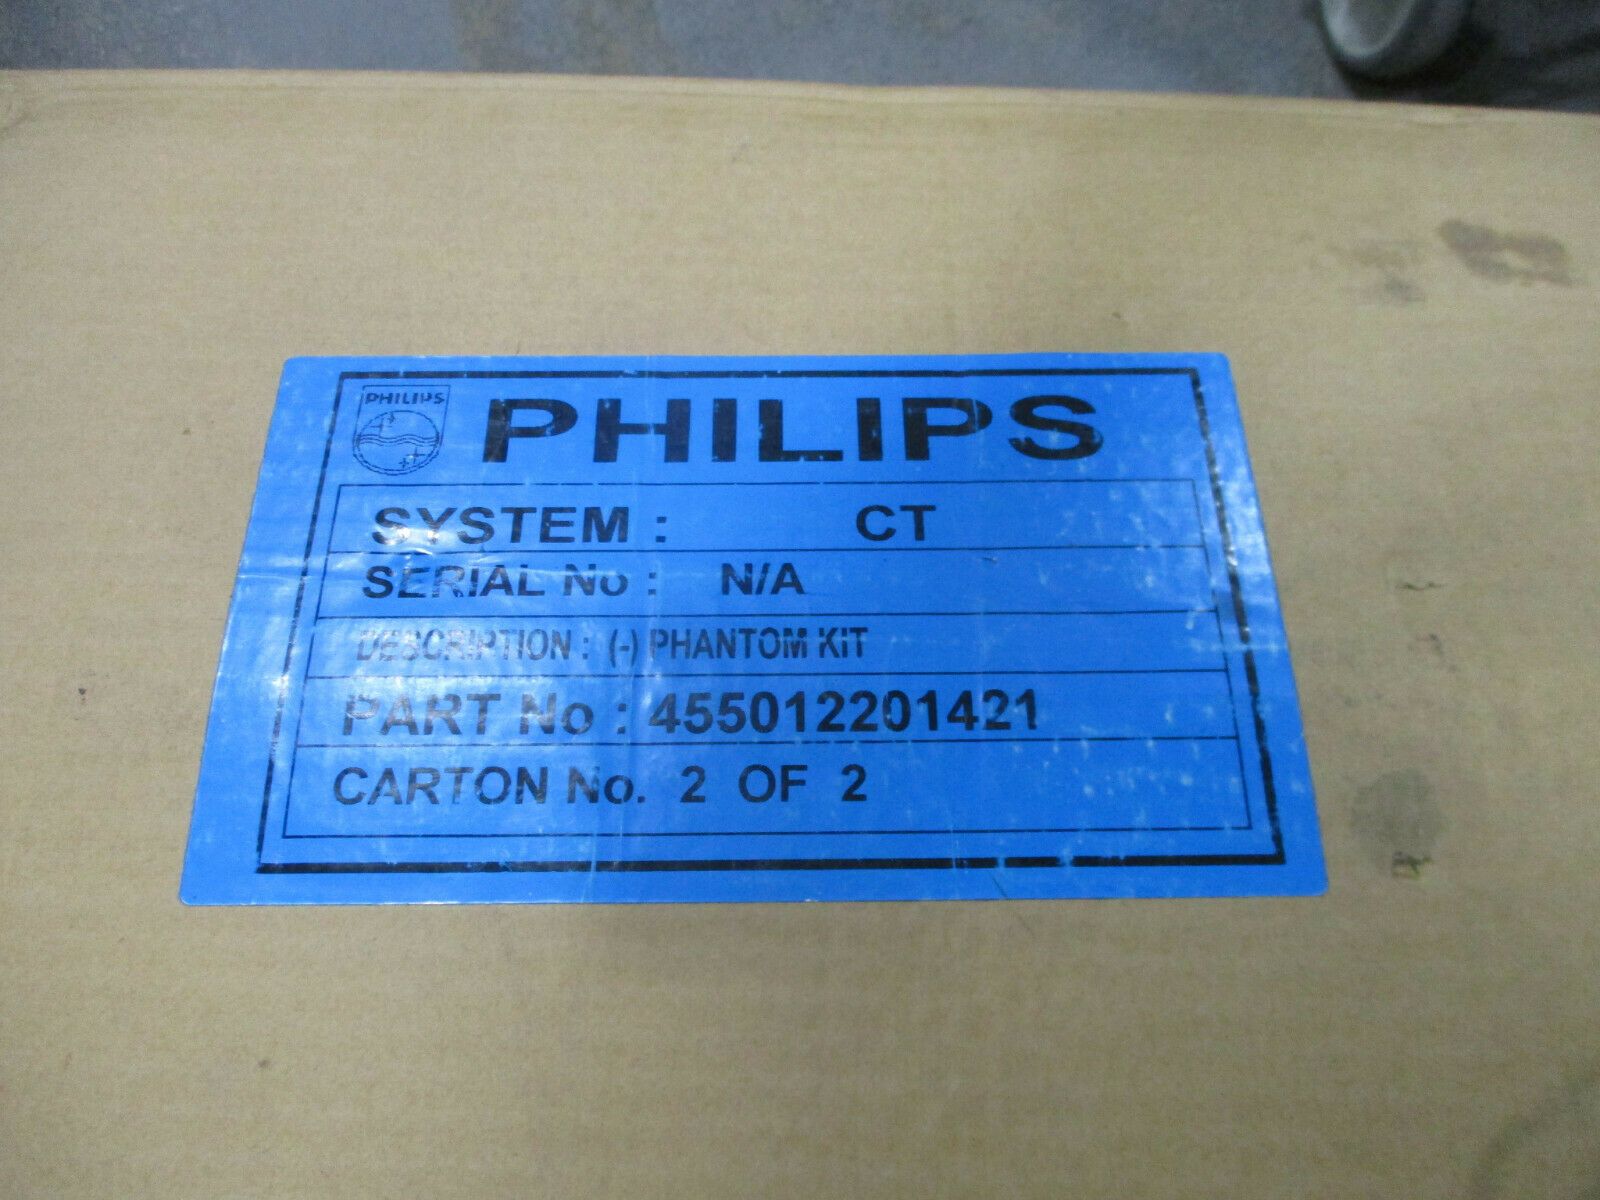 PHILIPS
PHILIPS
SYSTEM : CT
SERIAL No : N/A
DESCRIPTION : (-) PHANTOM KIT
PART No : 455012201421
CARTON No. 2 OF 2